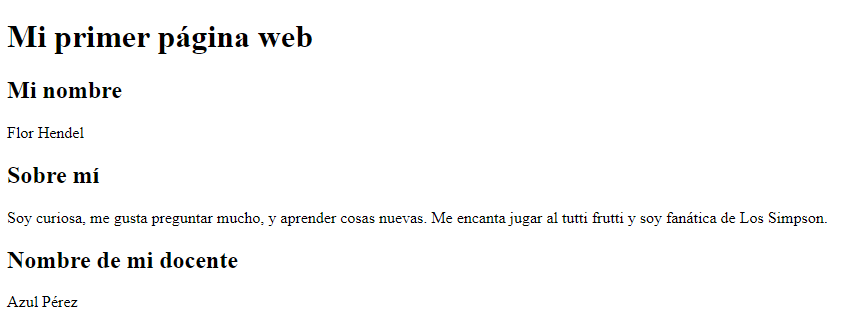 Mi primer página web
Mi nombre
Flor Hendel
Sobre mí
Soy curiosa, me gusta preguntar mucho, y aprender cosas nuevas. Me encanta jugar al tutti frutti y soy fanática de Los Simpson.
Nombre de mi docente
Azul Pérez